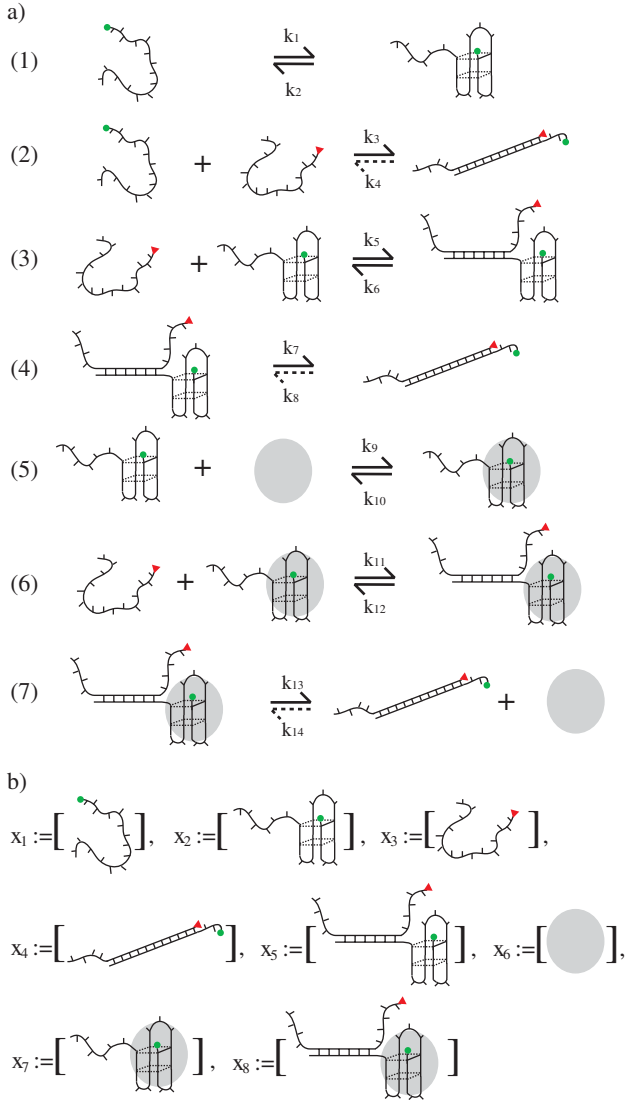 a)
(1) k₁ k₂
(2) + k₃ k₄
(3) + k₅ k₆
(4) k₇ k₈
(5) + k₉ k₁₀
(6) + k₁₁ k₁₂
(7) k₁₃ k₁₄ +
b)
x₁ :=[ ], x₂ :=[ ], x₃ :=[ ],
x₄ :=[ ], x₅ :=[ ], x₆ :=[ ],
x₇ :=[ ], x₈ :=[ ]